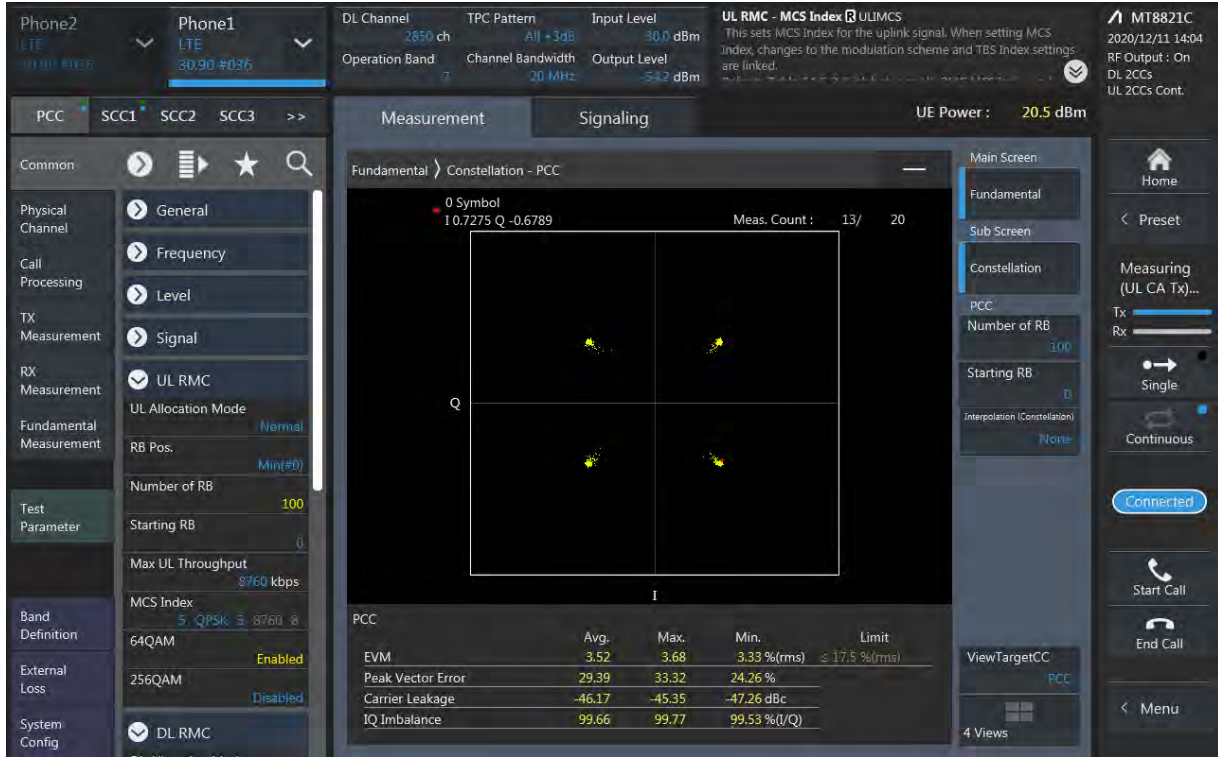 Phone2
LTE
30.90 #036
Phone1
LTE
30.90 #036
DL Channel
2850 ch
TPC Pattern
All +3dB
Input Level
30.0 dBm
Operation Band
7
Channel Bandwidth
20 MHz
Output Level
-54.2 dBm
UL RMC - MCS Index R ULIMCS
This sets MCS Index for the uplink signal. When setting MCS
Index, changes to the modulation scheme and TBS Index settings
are linked.
MT8821C
2020/12/11 14:04
RF Output : On
DL 2CCs
UL 2CCs Cont.
PCC SCC1 SCC2 SCC3 >>
Measurement
Signaling
UE Power : 20.5 dBm
Common
Physical
Channel
Call
Processing
TX
Measurement
RX
Measurement
Fundamental
Measurement
Test
Parameter
Band
Definition
External
Loss
System
Config
General
Frequency
Level
Signal
UL RMC
UL Allocation Mode
Normal
RB Pos.
Min(#0)
Number of RB
100
Starting RB
0
Max UL Throughput
8760 kbps
MCS Index
5 QPSK 5 8760 8
64QAM
Enabled
256QAM
Disabled
DL RMC
Fundamental 〉 Constellation - PCC
0 Symbol
I 0.7275 Q -0.6789
Meas. Count : 13/ 20
Q
I
PCC
Avg. Max. Min. Limit
EVM 3.52 3.68 3.33 %(rms) ≤ 17.5 %(rms)
Peak Vector Error 29.39 33.32 24.26 %
Carrier Leakage -46.17 -45.35 -47.26 dBc
IQ Imbalance 99.66 99.77 99.53 %(I/Q)
Main Screen
Fundamental
Sub Screen
Constellation
PCC
Number of RB
100
Starting RB
0
Interpolation (Constellation)
None
ViewTargetCC
PCC
4 Views
Home
< Preset
Measuring
(UL CA Tx)...
Tx
Rx
Single
Continuous
Connected
Start Call
End Call
< Menu